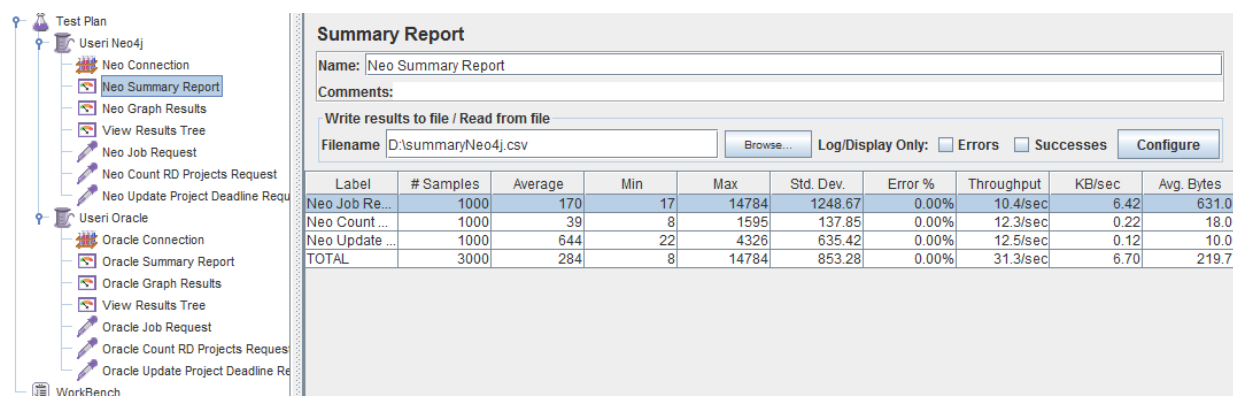 Test Plan
Useri Neo4j
Neo Connection
Neo Summary Report
Neo Graph Results
View Results Tree
Neo Job Request
Neo Count RD Projects Request
Neo Update Project Deadline Requ
Useri Oracle
Oracle Connection
Oracle Summary Report
Oracle Graph Results
View Results Tree
Oracle Job Request
Oracle Count RD Projects Reques
Oracle Update Project Deadline Re
WorkBench
Summary Report
Name: Neo Summary Report
Comments:
Write results to file / Read from file
Filename D:\summaryNeo4j.csv Browse... Log/Display Only: Errors Successes Configure
Label # Samples Average Min Max Std. Dev. Error % Throughput KB/sec Avg. Bytes
Neo Job Re... 1000 170 17 14784 1248.67 0.00% 10.4/sec 6.42 631.0
Neo Count ... 1000 39 8 1595 137.85 0.00% 12.3/sec 0.22 18.0
Neo Update ... 1000 644 22 4326 635.42 0.00% 12.5/sec 0.12 10.0
TOTAL 3000 284 8 14784 853.28 0.00% 31.3/sec 6.70 219.7